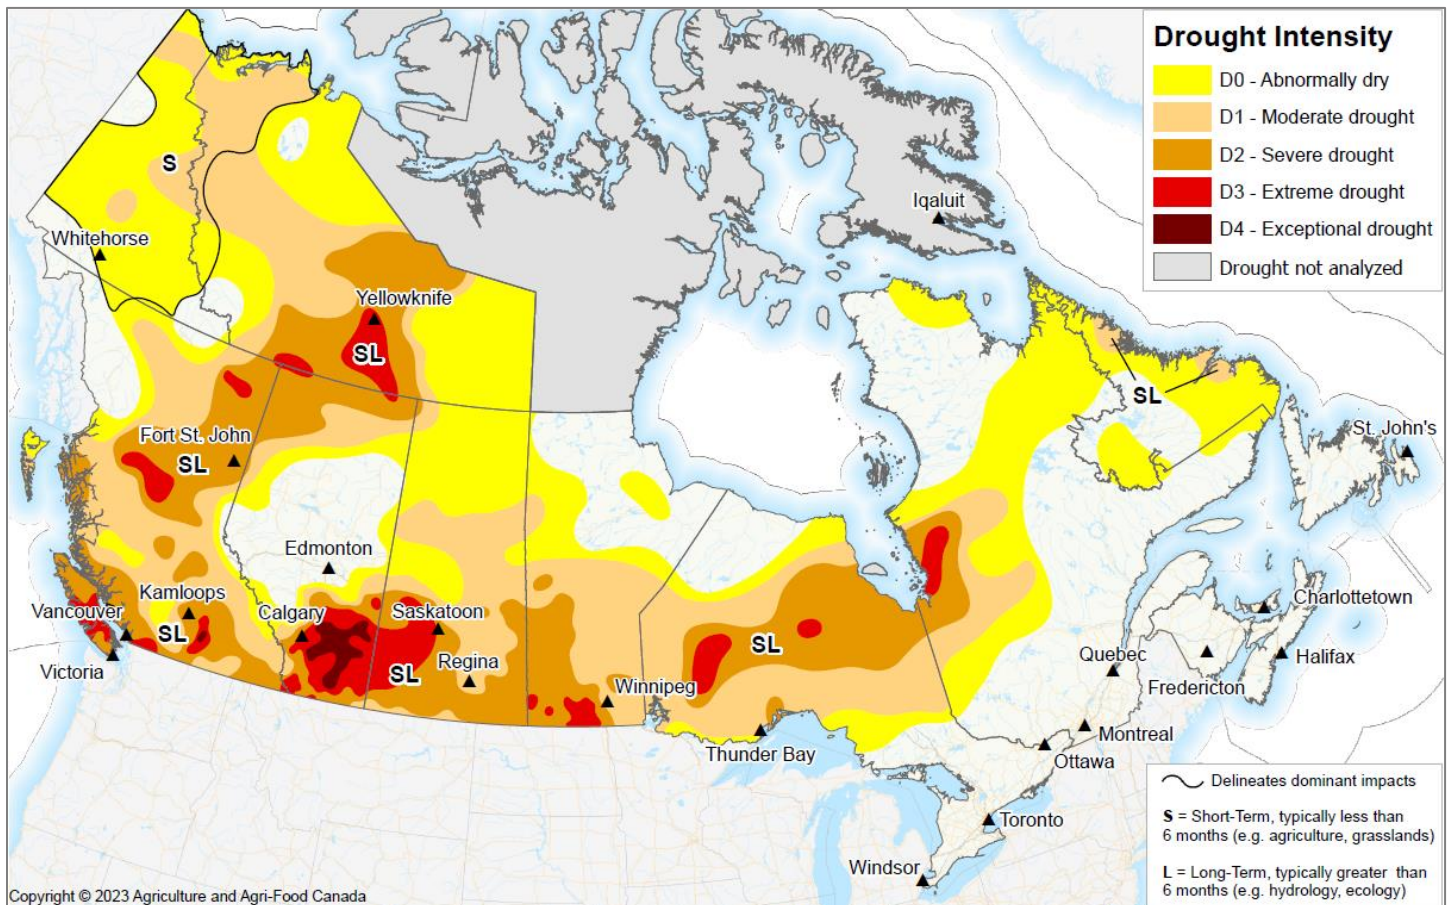 Drought Intensity
D0 - Abnormally dry
D1 - Moderate drought
D2 - Severe drought
D3 - Extreme drought
D4 - Exceptional drought
Drought not analyzed
S
Iqaluit
Whitehorse
Yellowknife
SL
SL
St. John's
Fort St. John
SL
Edmonton
Kamloops
Calgary
Saskatoon
Vancouver
SL
SL
Charlottetown
Regina
SL
Quebec
Halifax
Victoria
Winnipeg
Fredericton
Montreal
Thunder Bay
Ottawa
Delineates dominant impacts
S = Short-Term, typically less than
6 months (e.g. agriculture, grasslands)
Toronto
Windsor
L = Long-Term, typically greater than
6 months (e.g. hydrology, ecology)
Copyright © 2023 Agriculture and Agri-Food Canada